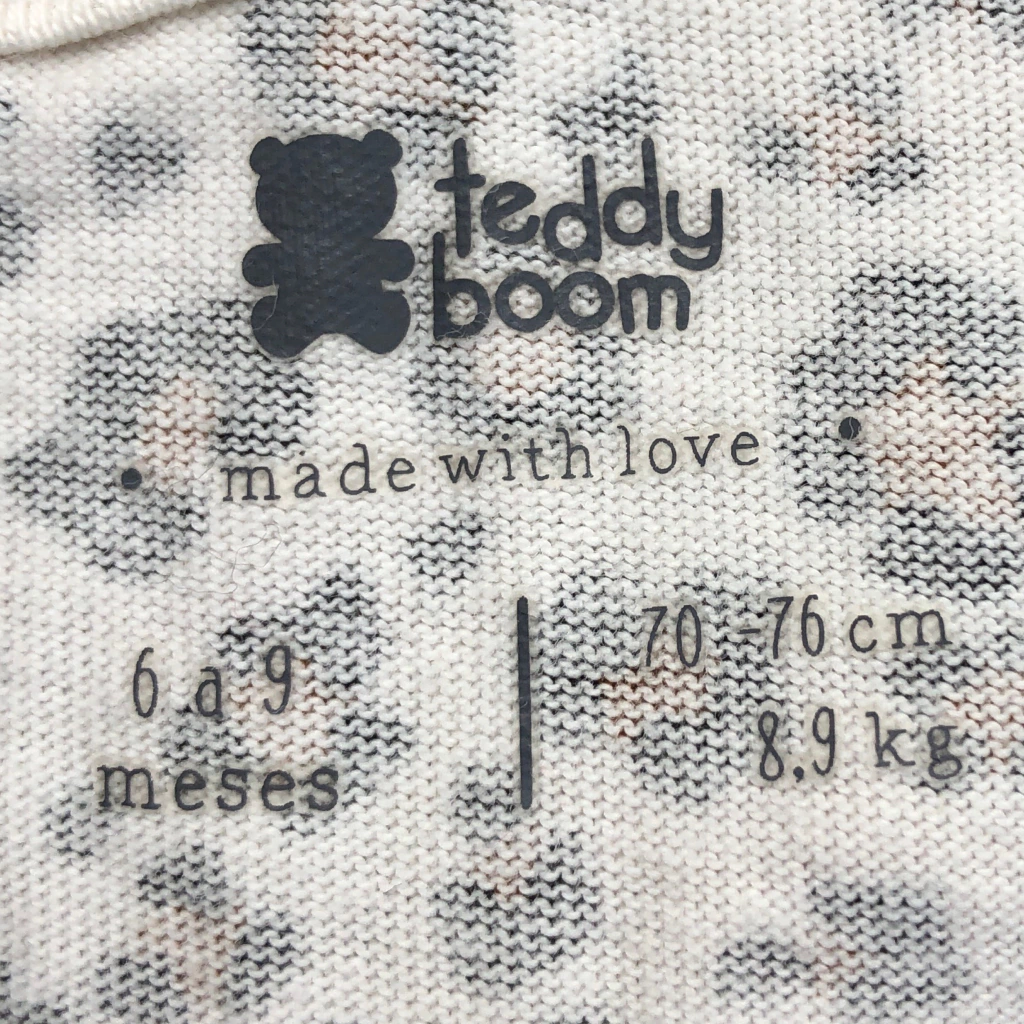 teddy
boom
• made with love •
6 a 9
meses
70 - 76 cm
8.9 kg